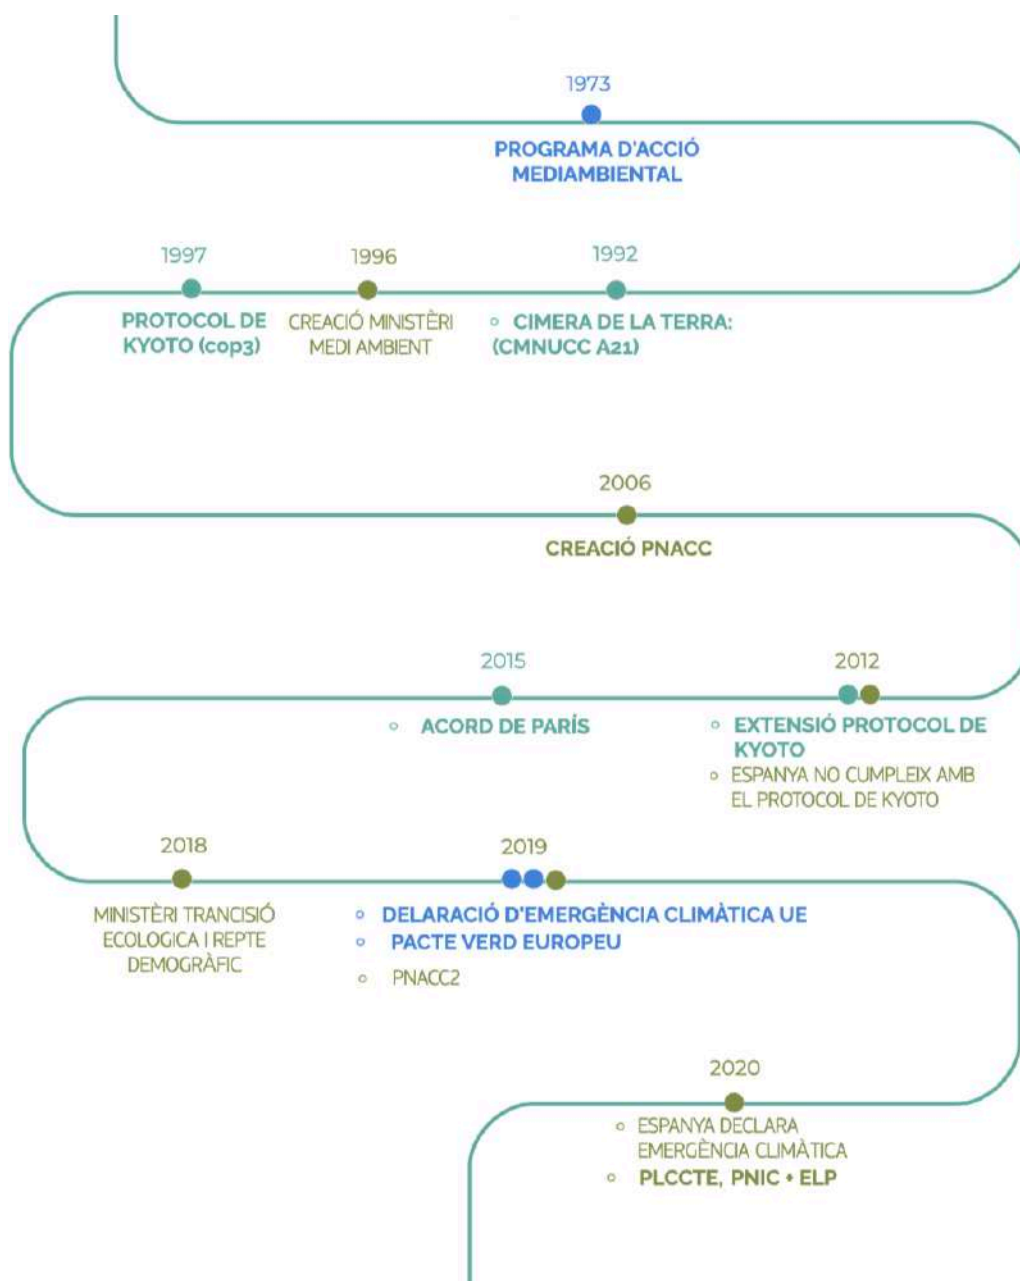 1973
PROGRAMA D'ACCIÓ
MEDIAMBIENTAL
1997
PROTOCOL DE
KYOTO (cop3)
1996
CREACIÓ MINISTÈRI
MEDI AMBIENT
1992
CIMERA DE LA TERRA:
(CMNUCC A21)
2006
CREACIÓ PNACC
2015
ACORD DE PARÍS
2012
EXTENSIÓ PROTOCOL DE
KYOTO
ESPANYA NO CUMPLEIX AMB
EL PROTOCOL DE KYOTO
2018
MINISTÈRI TRANCISIÓ
ECOLOGICA I REPTE
DEMOGRÀFIC
2019
DELARACIÓ D'EMERGÈNCIA CLIMÀTICA UE
PACTE VERD EUROPEU
PNACC2
2020
ESPANYA DECLARA
EMERGÈNCIA CLIMÀTICA
PLCCTE, PNIC + ELP